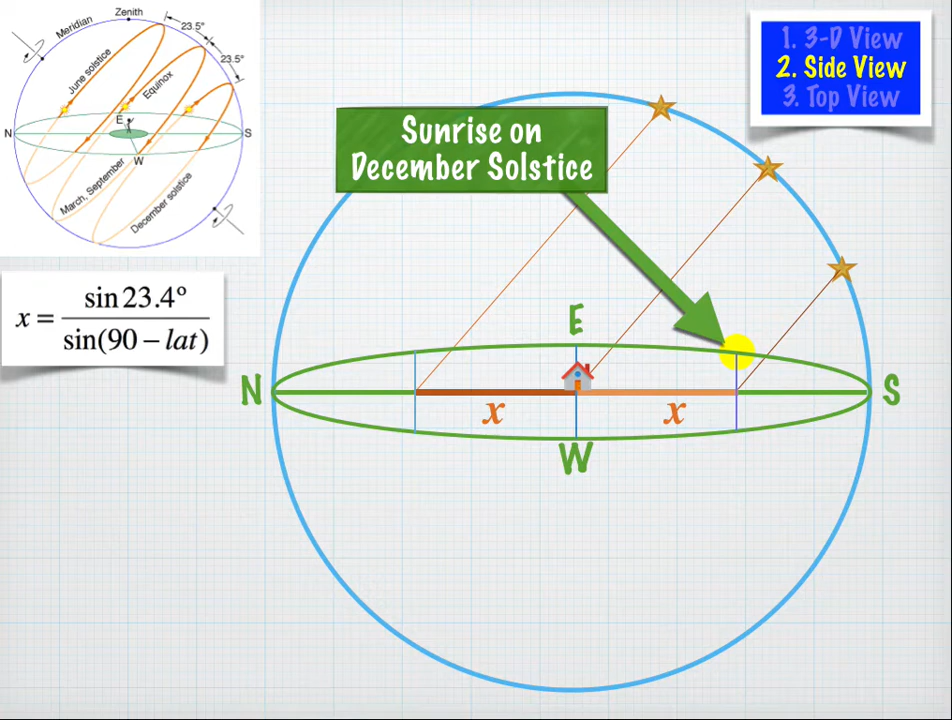 Zenith
Meridian
23.5°
23.5°
June solstice
Equinox
N
E
S
W
March, September
December solstice
1. 3-D View
2. Side View
3. Top View
Sunrise on
December Solstice
x = sin 23.4° / sin(90 – lat)
E
N
S
x
x
W